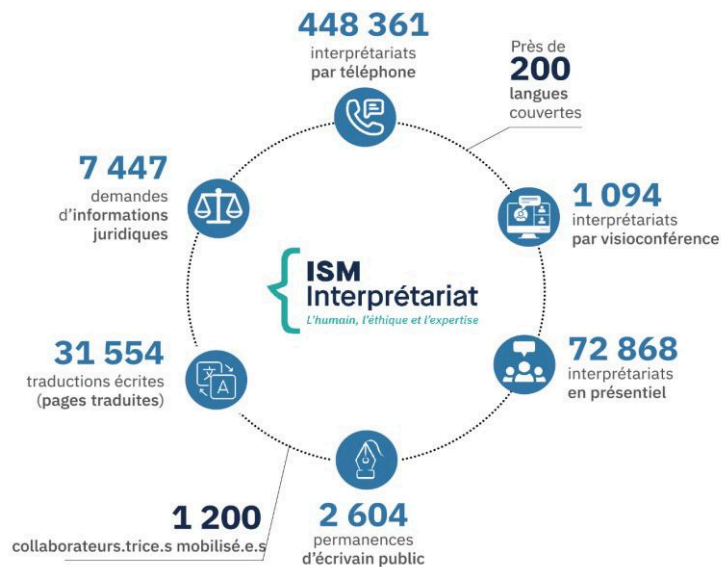 448 361
interprétariats
par téléphone
Près de
200
langues
couvertes
7 447
demandes
d'informations
juridiques
1 094
interprétariats
par visioconférence
ISM
Interprétariat
L'humain, l'éthique et l'expertise
31 554
traductions écrites
(pages traduites)
72 868
interprétariats
en présentiel
1 200
collaborateurs.trice.s mobilisé.e.s
2 604
permanences
d'écrivain public